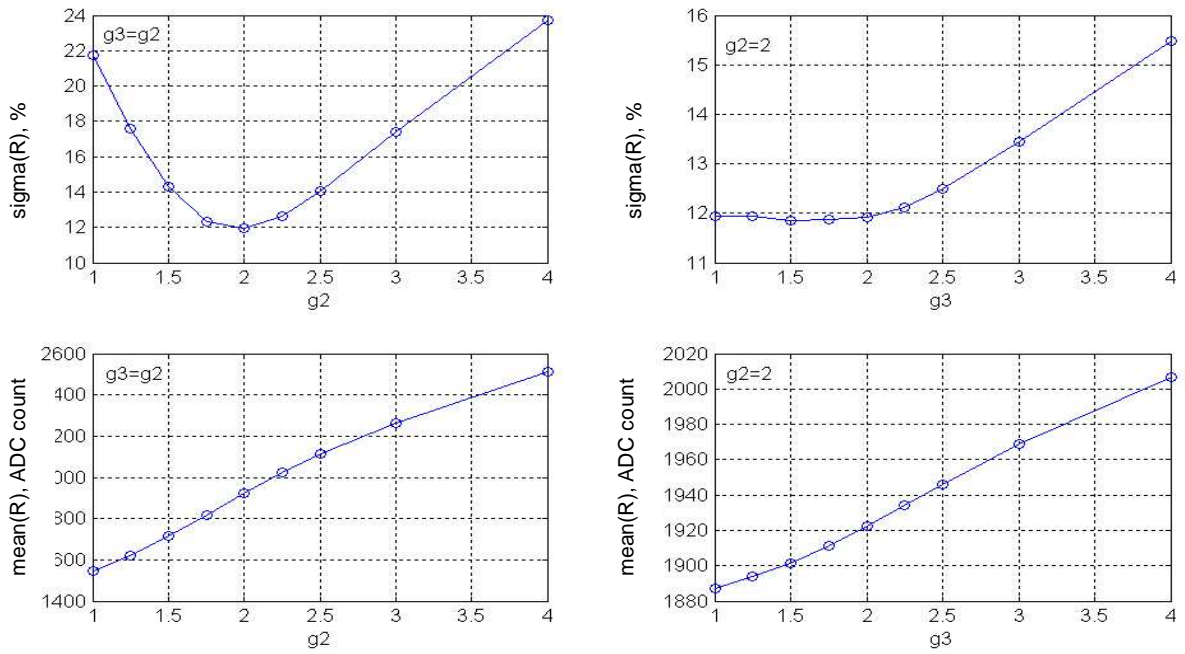 24
22
20
18
16
14
12
10
sigma(R), %
g3=g2
1 1.5 2 2.5 3 3.5 4
g2
16
15
14
13
12
11
sigma(R), %
g2=2
1 1.5 2 2.5 3 3.5 4
g3
2600
400
200
000
800
600
1400
mean(R), ADC count
g3=g2
1 1.5 2 2.5 3 3.5 4
g2
2020
2000
1980
1960
1940
1920
1900
1880
mean(R), ADC count
g2=2
1 1.5 2 2.5 3 3.5 4
g3